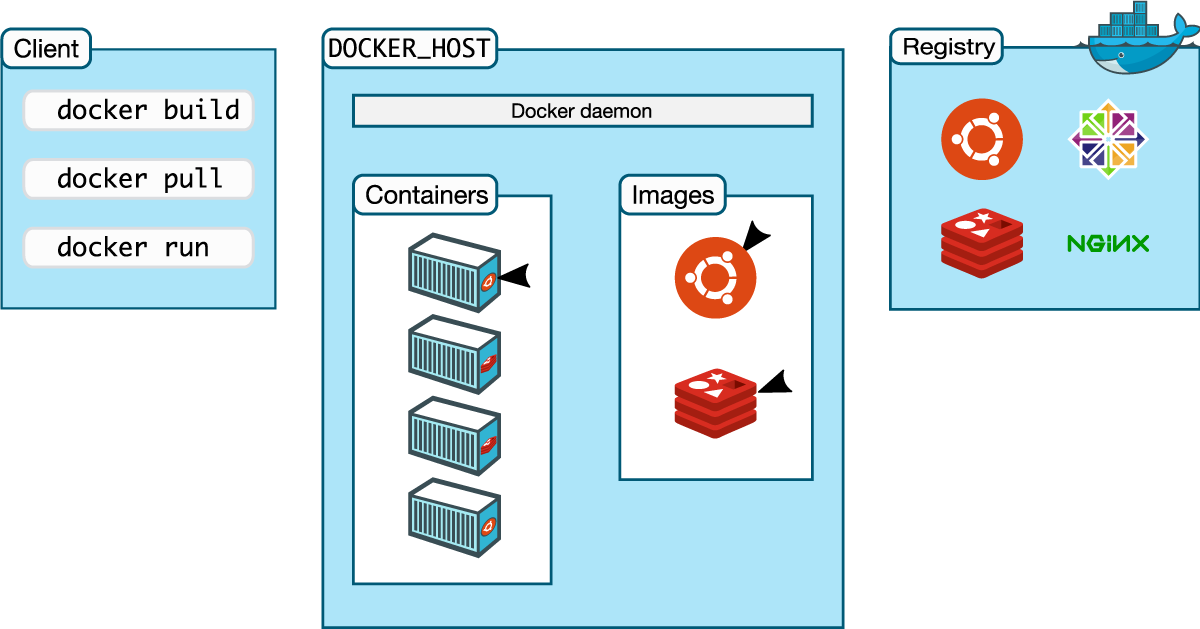 Client
docker build
docker pull
docker run
DOCKER_HOST
Docker daemon
Containers
Images
Registry
NGINX